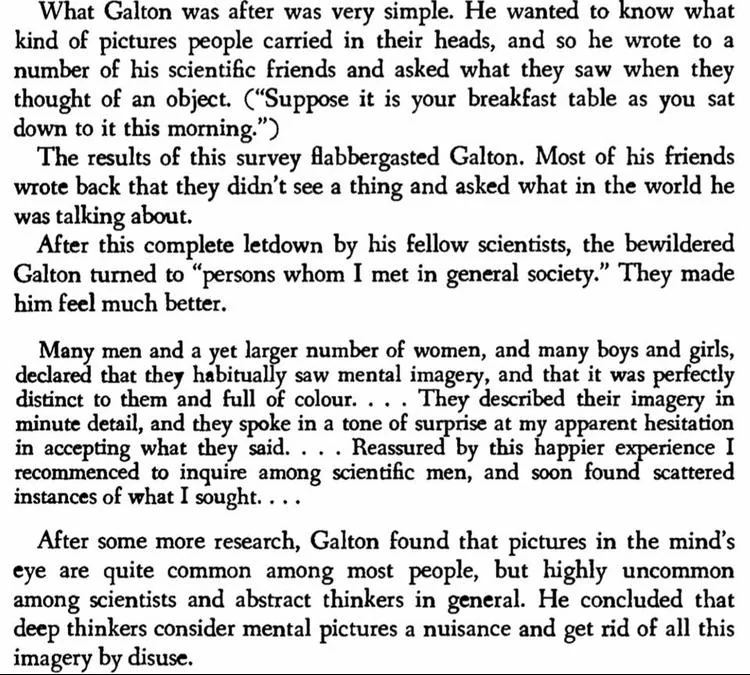 What Galton was after was very simple. He wanted to know what
kind of pictures people carried in their heads, and so he wrote to a
number of his scientific friends and asked what they saw when they
thought of an object. (“Suppose it is your breakfast table as you sat
down to it this morning.”)
The results of this survey flabbergasted Galton. Most of his friends
wrote back that they didn’t see a thing and asked what in the world he
was talking about.
After this complete letdown by his fellow scientists, the bewildered
Galton turned to “persons whom I met in general society.” They made
him feel much better.
Many men and a yet larger number of women, and many boys and girls,
declared that they habitually saw mental imagery, and that it was perfectly
distinct to them and full of colour. . . . They described their imagery in
minute detail, and they spoke in a tone of surprise at my apparent hesitation
in accepting what they said. . . . Reassured by this happier experience I
recommenced to inquire among scientific men, and soon found scattered
instances of what I sought. . . .
After some more research, Galton found that pictures in the mind’s
eye are quite common among most people, but highly uncommon
among scientists and abstract thinkers in general. He concluded that
deep thinkers consider mental pictures a nuisance and get rid of all this
imagery by disuse.